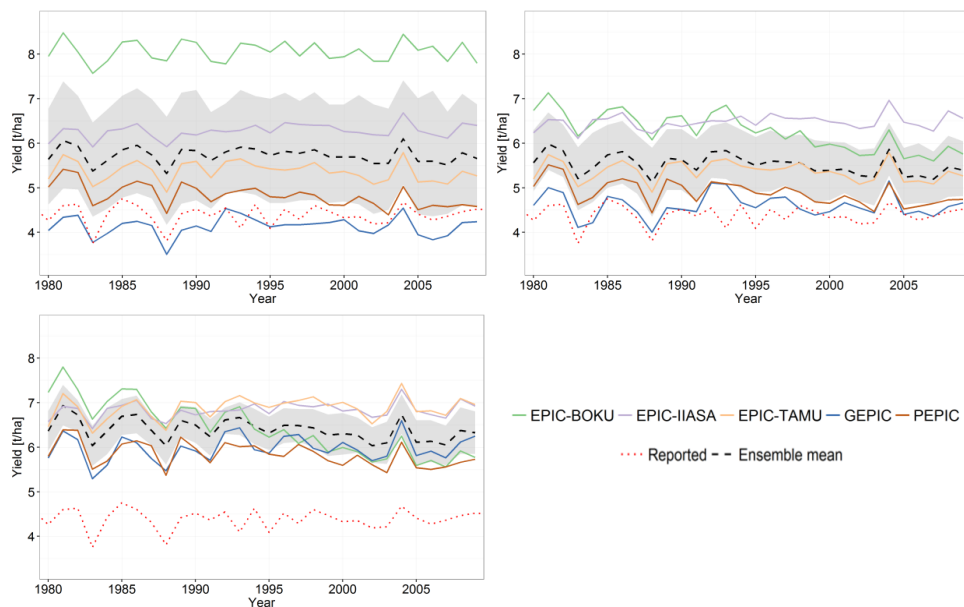 Yield [t/ha]
8
7
6
5
4
1980 1985 1990 1995 2000 2005
Year
Yield [t/ha]
8
7
6
5
4
1980 1985 1990 1995 2000 2005
Year
Yield [t/ha]
8
7
6
5
4
1980 1985 1990 1995 2000 2005
Year
EPIC-BOKU EPIC-IIASA EPIC-TAMU GEPIC PEPIC
Reported Ensemble mean